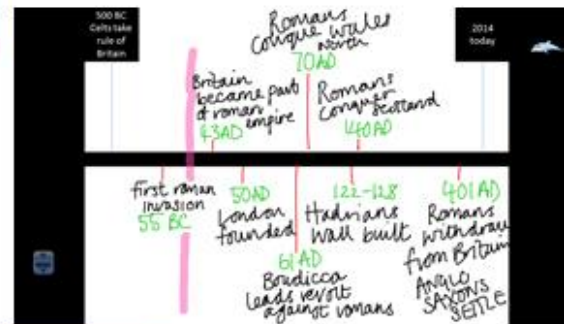 500 BC
Celts take
rule of
Britain
Romans
Conque wales
north
70AD
2014
today
Britain
became part
of roman
empire
43AD
Romans
Conquer
Scotland
140AD
first roman
invasion
55 BC
50AD
London
founded
61AD
Boudicca
leads revolt
against romans
122-128
Hadrians
wall built
401AD
Romans
withdraw
from Britain
ANGLO
SAXONS
SETTLE